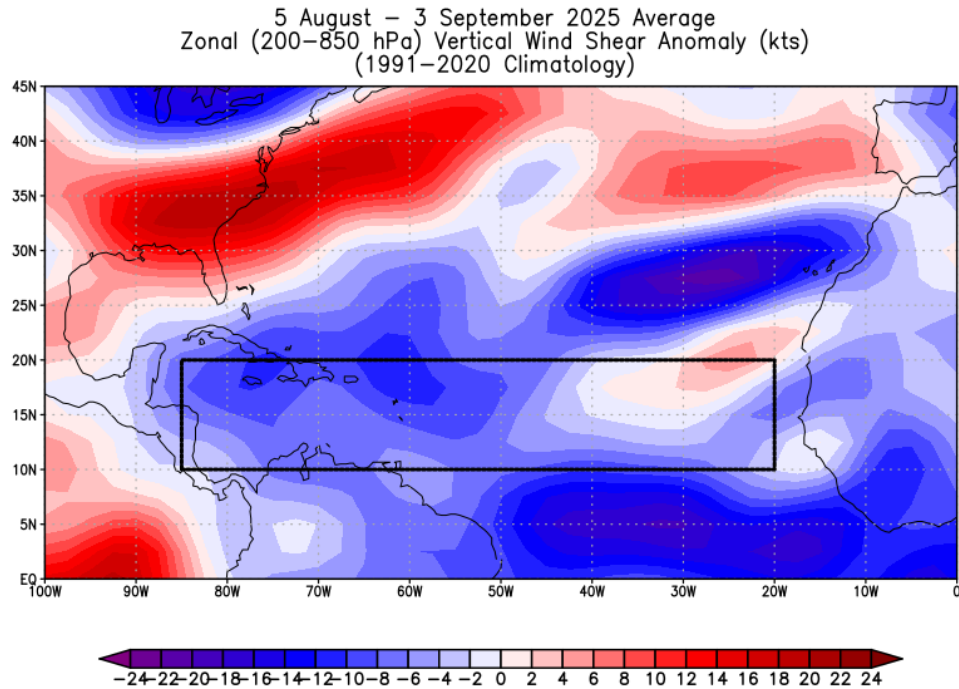 5 August – 3 September 2025 Average
Zonal (200–850 hPa) Vertical Wind Shear Anomaly (kts)
(1991–2020 Climatology)
45N
40N
35N
30N
25N
20N
15N
10N
5N
EQ
100W 90W 80W 70W 60W 50W 40W 30W 20W 10W 0
−24−22−20−18−16−14−12−10 −8 −6 −4 −2 0 2 4 6 8 10 12 14 16 18 20 22 24